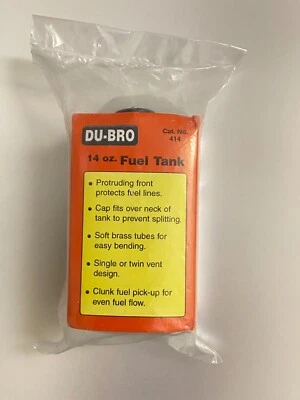 DU-BRO
Cat. No.
414
14 oz. Fuel Tank
• Protruding front
protects fuel lines.
• Cap fits over neck of
tank to prevent splitting.
• Soft brass tubes for
easy bending.
• Single or twin vent
design.
• Clunk fuel pick-up for
even fuel flow.